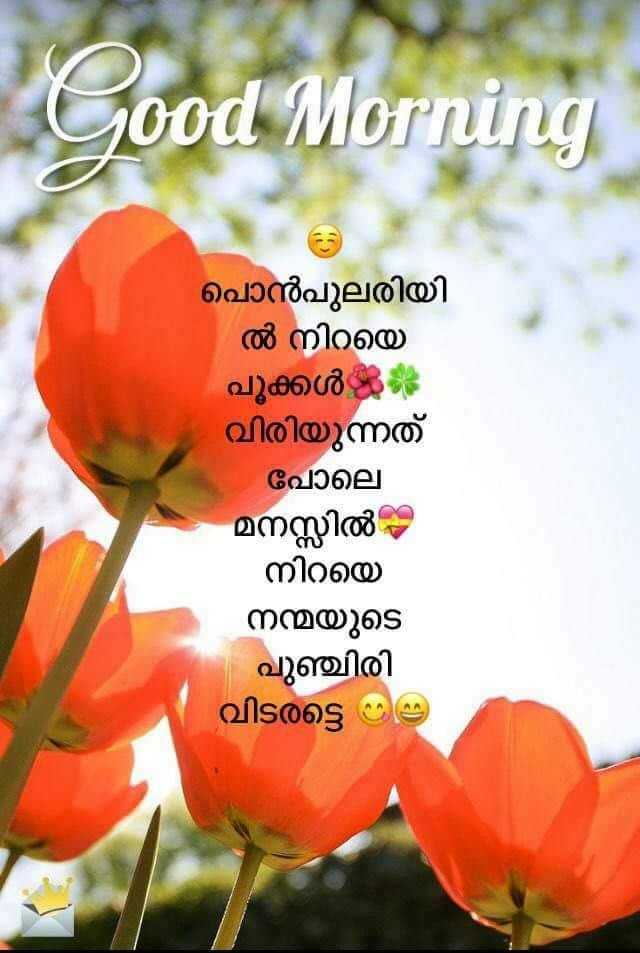 Good Morning
☺️
പൊൻപുലരിയി
ൽ നിറയെ
പൂക്കൾ🌺🍀
വിരിയുന്നത്
പോലെ
മനസ്സിൽ💝
നിറയെ
നന്മയുടെ
പുഞ്ചിരി
വിടരട്ടെ 😊😄